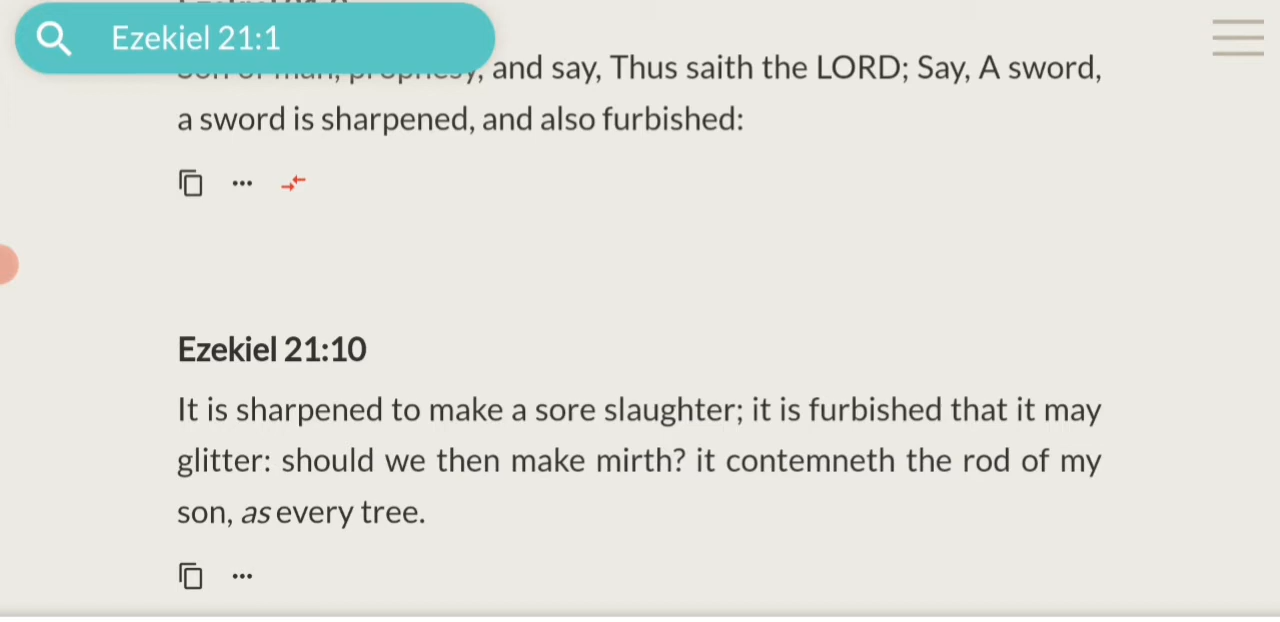 Ezekiel 21:1
and say, Thus saith the LORD; Say, A sword,
a sword is sharpened, and also furbished:
Ezekiel 21:10
It is sharpened to make a sore slaughter; it is furbished that it may
glitter: should we then make mirth? it contemneth the rod of my
son, as every tree.